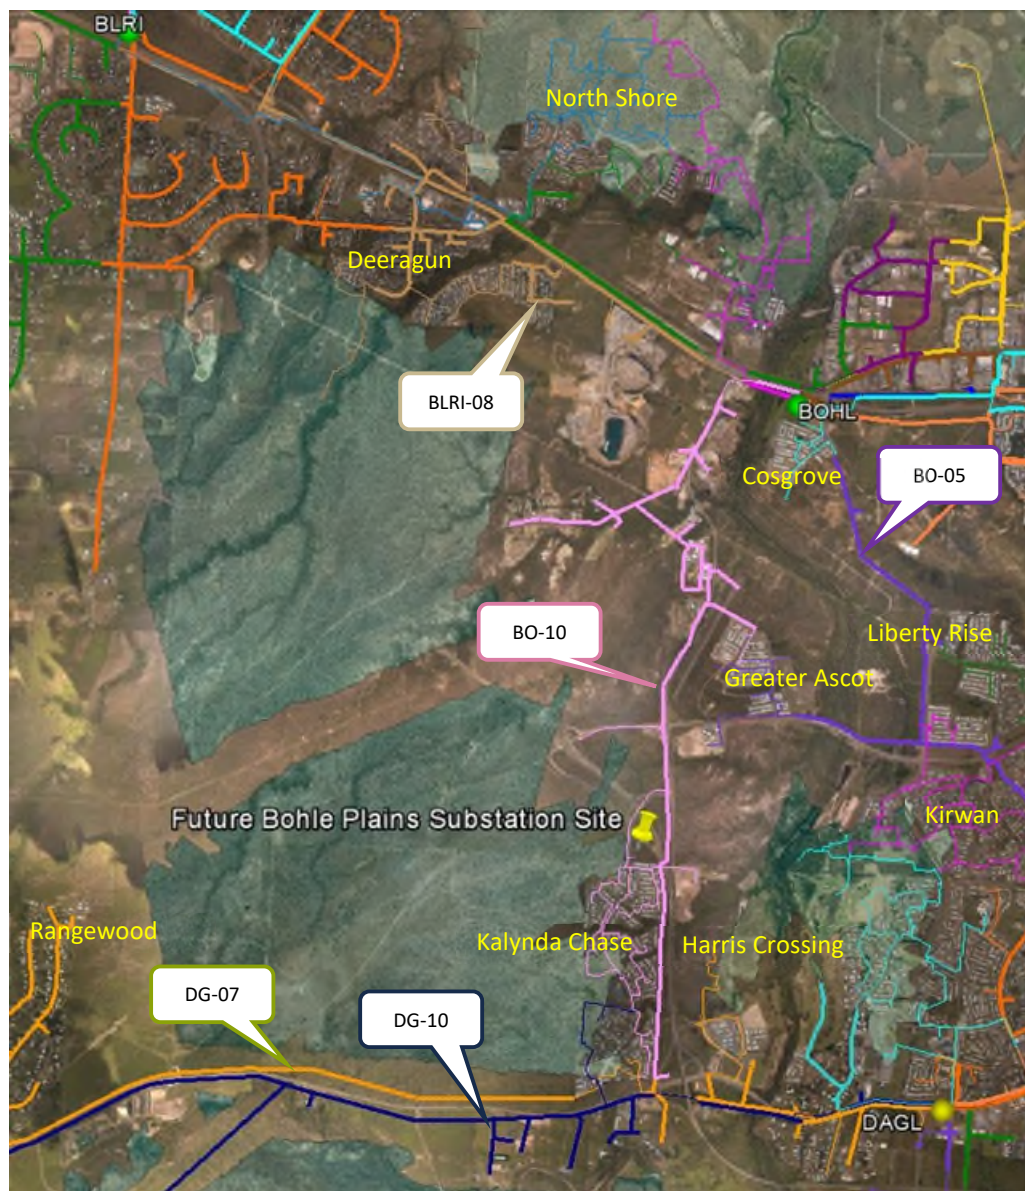 BLRI
North Shore
Deeragun
BLRI-08
BOHL
Cosgrove
BO-05
BO-10
Liberty Rise
Greater Ascot
Future Bohle Plains Substation Site
Kirwan
Rangewood
Kalynda Chase
Harris Crossing
DG-07
DG-10
DAGL